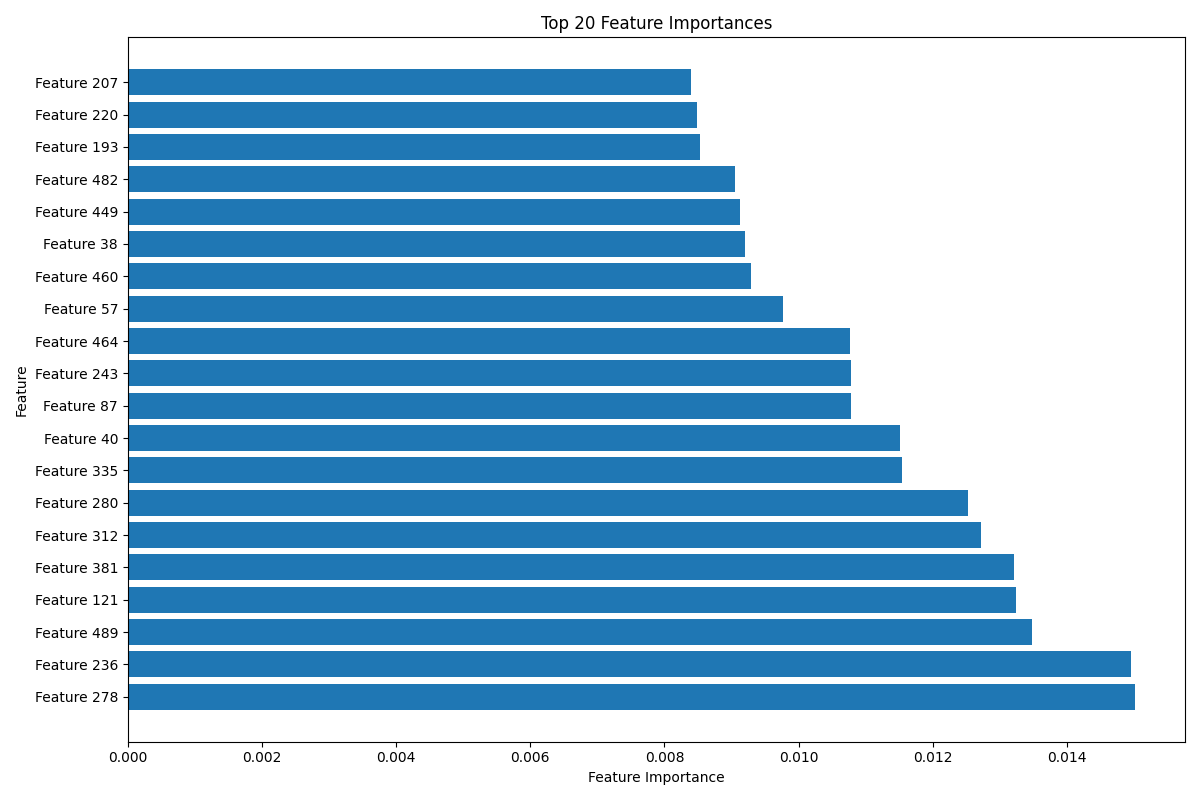 Top 20 Feature Importances
Feature
Feature 207
Feature 220
Feature 193
Feature 482
Feature 449
Feature 38
Feature 460
Feature 57
Feature 464
Feature 243
Feature 87
Feature 40
Feature 335
Feature 280
Feature 312
Feature 381
Feature 121
Feature 489
Feature 236
Feature 278
0.000 0.002 0.004 0.006 0.008 0.010 0.012 0.014
Feature Importance